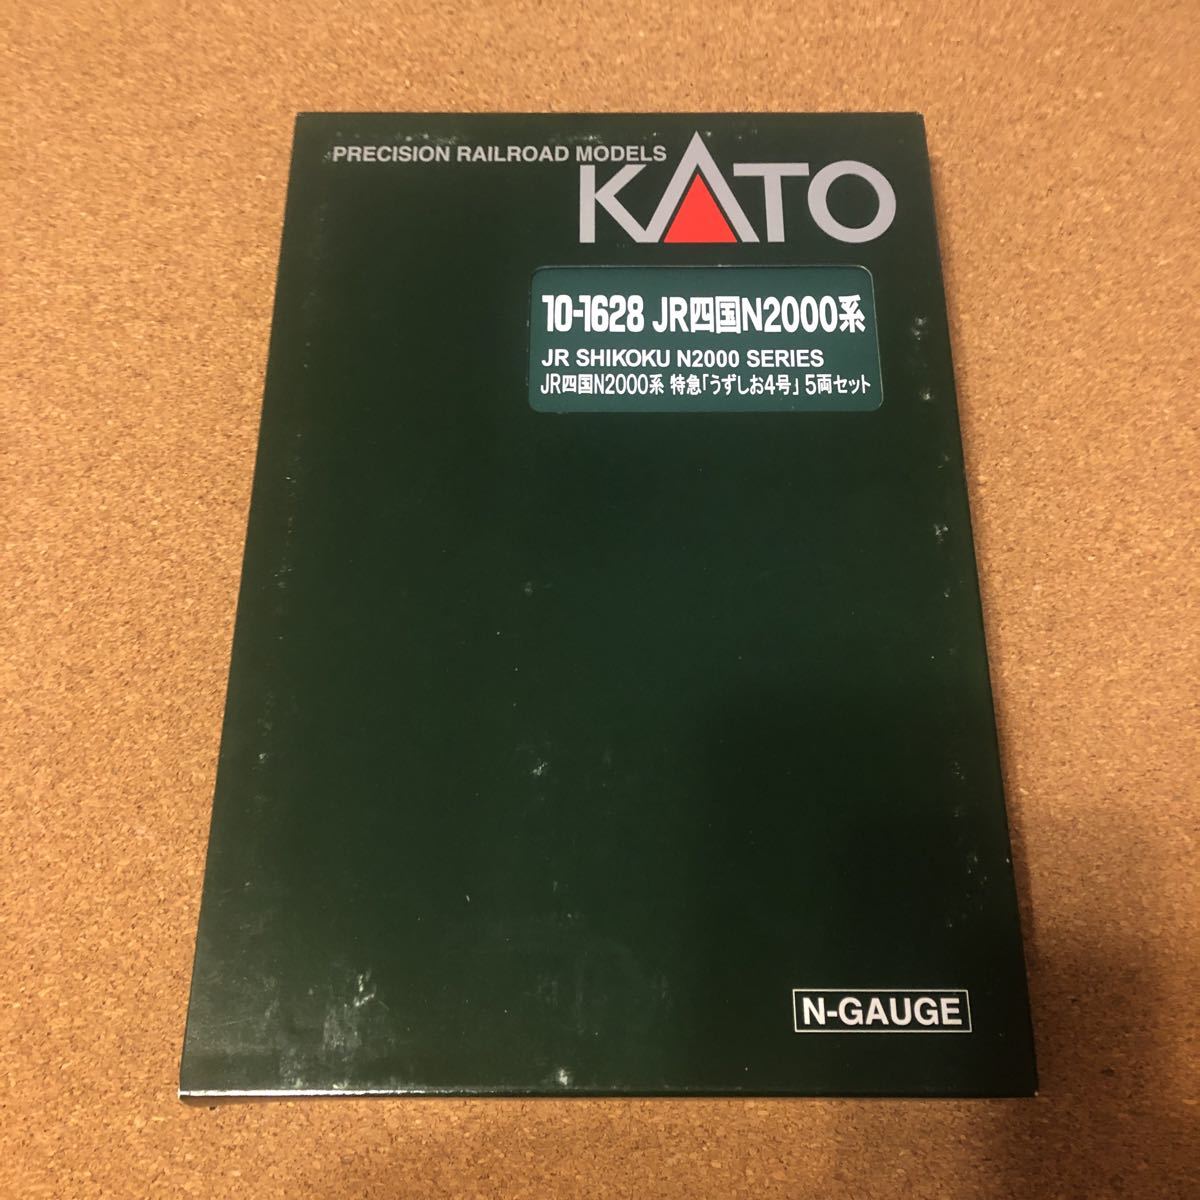 PRECISION RAILROAD MODELS
KATO
10-1628 JR四国N2000系
JR SHIKOKU N2000 SERIES
JR四国N2000系 特急「うずしお4号」 5両セット
N-GAUGE